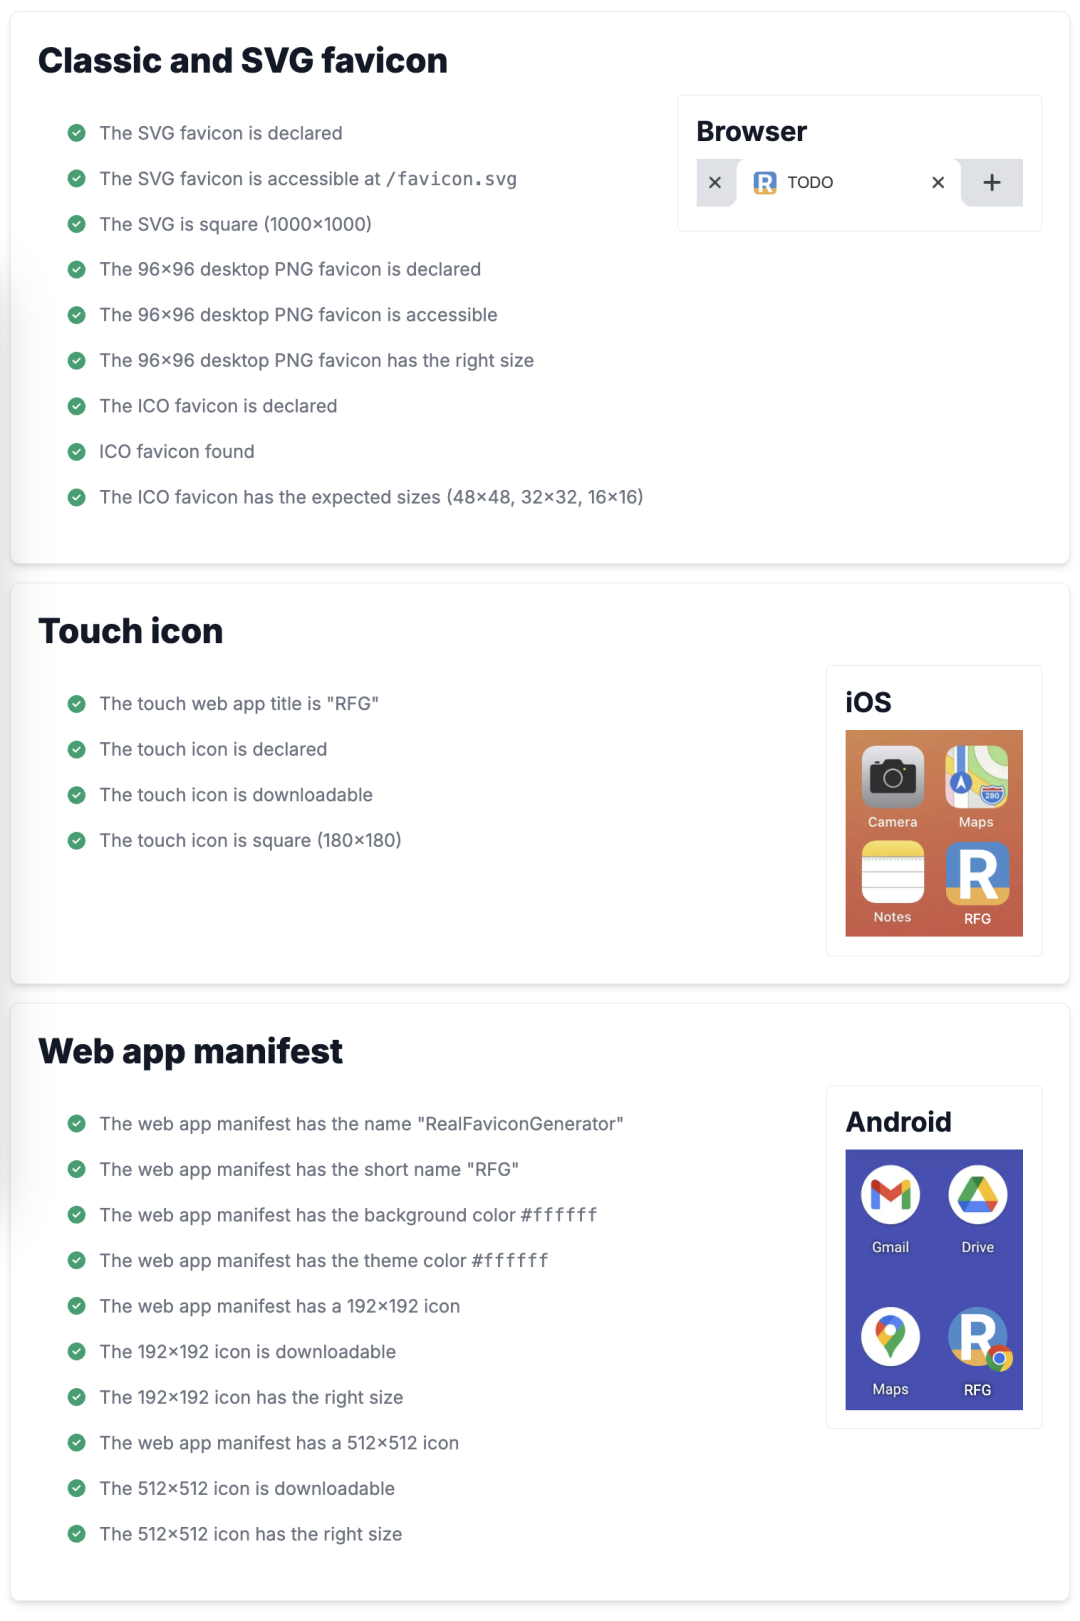 Classic and SVG favicon
The SVG favicon is declared
The SVG favicon is accessible at /favicon.svg
The SVG is square (1000×1000)
The 96×96 desktop PNG favicon is declared
The 96×96 desktop PNG favicon is accessible
The 96×96 desktop PNG favicon has the right size
The ICO favicon is declared
ICO favicon found
The ICO favicon has the expected sizes (48×48, 32×32, 16×16)
Browser
R TODO
Touch icon
The touch web app title is "RFG"
The touch icon is declared
The touch icon is downloadable
The touch icon is square (180×180)
iOS
280
Camera Maps
R
Notes RFG
Web app manifest
The web app manifest has the name "RealFaviconGenerator"
The web app manifest has the short name "RFG"
The web app manifest has the background color #ffffff
The web app manifest has the theme color #ffffff
The web app manifest has a 192×192 icon
The 192×192 icon is downloadable
The 192×192 icon has the right size
The web app manifest has a 512×512 icon
The 512×512 icon is downloadable
The 512×512 icon has the right size
Android
Gmail Drive
R
Maps RFG